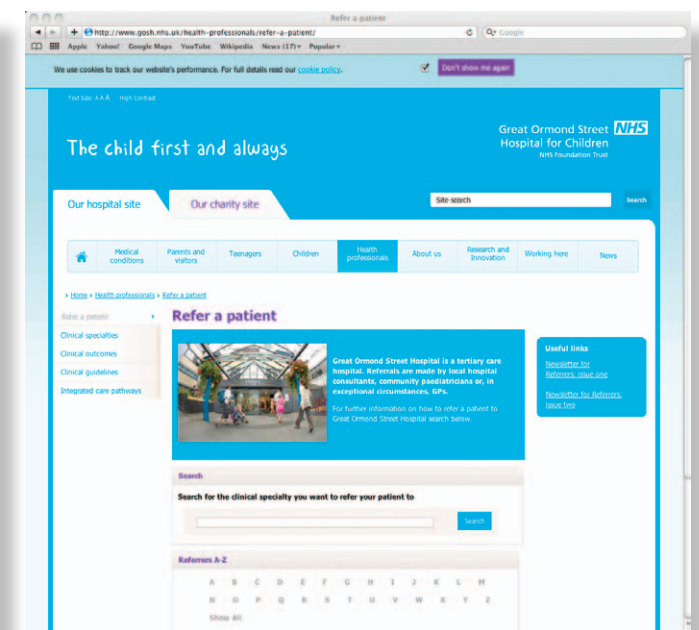 Refer a patient
http://www.gosh.nhs.uk/health-professionals/refer-a-patient/
Google
Apple Yahoo! Google Maps YouTube Wikipedia News (17) Popular
We use cookies to track our website's performance. For full details read our cookie policy.
Don't show me again
Text Size: A A A High Contrast
The child first and always
Great Ormond Street NHS
Hospital for Children
NHS Foundation Trust
Our hospital site
Our charity site
Site search
Search
Medical conditions
Parents and visitors
Teenagers
Children
Health professionals
About us
Research and Innovation
Working here
News
Home Health professionals Refer a patient
Refer a patient
Clinical specialties
Clinical outcomes
Clinical guidelines
Integrated care pathways
Refer a patient
Great Ormond Street Hospital is a tertiary care
hospital. Referrals are made by local hospital
consultants, community paediatricians or, in
exceptional circumstances, GPs.
For further information on how to refer a patient to
Great Ormond Street Hospital search below.
Useful links
Newsletter for
Referrers: issue one
Newsletter for Referrers:
issue two
Search
Search for the clinical specialty you want to refer your patient to
Search
Referrers A-Z
A B C D E F G H I J K L M
N O P Q R S T U V W X Y Z
Show All